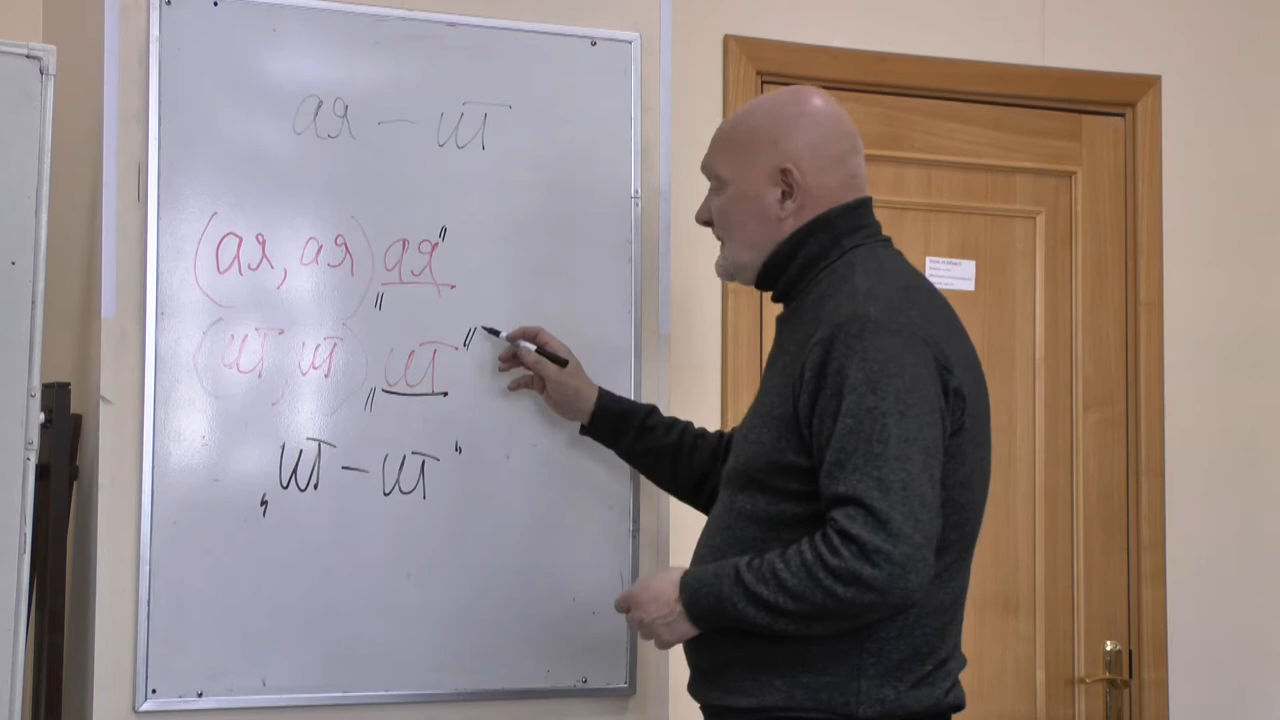 ая – ит
(ая, ая) "ая"
(ит, ит) "ит"
„ит – ит"